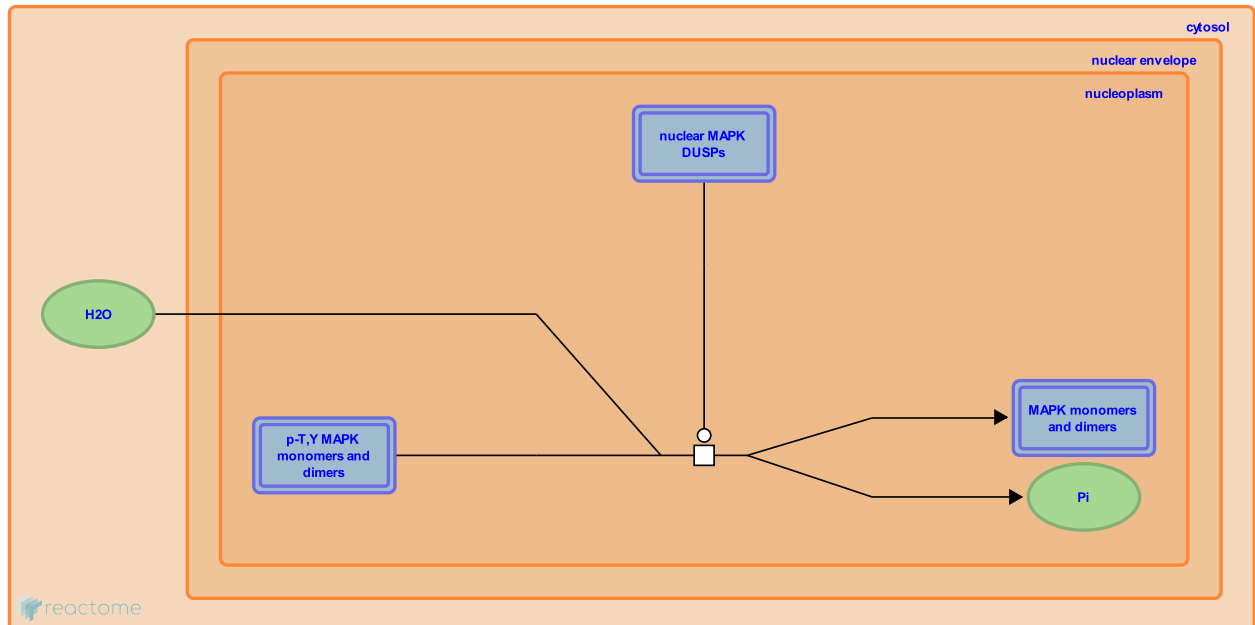 cytosol
nuclear envelope
nucleoplasm
nuclear MAPK
DUSPs
H2O
p-T,Y MAPK
monomers and
dimers
MAPK monomers
and dimers
Pi
reactome